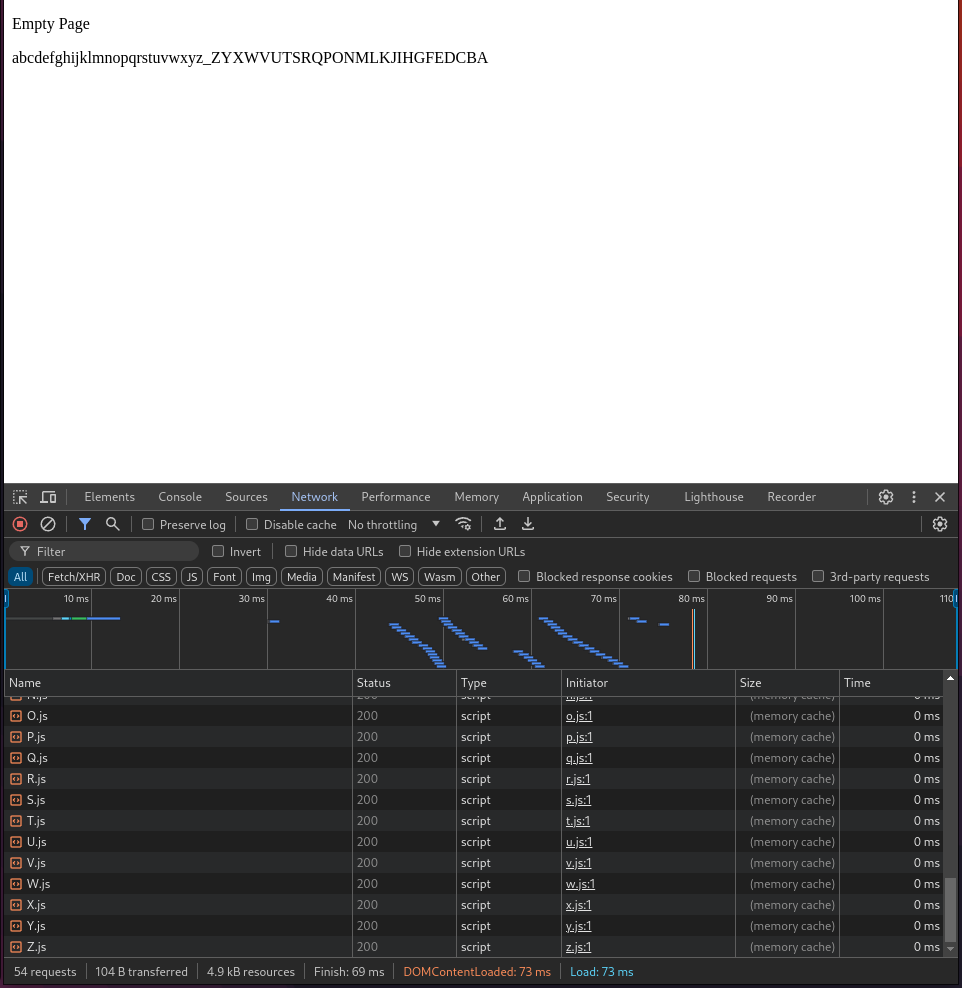 Empty Page
abcdefghijklmnopqrstuvwxyz_ZYXWVUTSRQPONMLKJIHGFEDCBA
Elements Console Sources Network Performance Memory Application Security Lighthouse Recorder
Preserve log Disable cache No throttling
Filter Invert Hide data URLs Hide extension URLs
All Fetch/XHR Doc CSS JS Font Img Media Manifest WS Wasm Other Blocked response cookies Blocked requests 3rd-party requests
10 ms 20 ms 30 ms 40 ms 50 ms 60 ms 70 ms 80 ms 90 ms 100 ms 110
Name Status Type Initiator Size Time
N.js 200 script n.js:1 (memory cache) 0 ms
O.js 200 script o.js:1 (memory cache) 0 ms
P.js 200 script p.js:1 (memory cache) 0 ms
Q.js 200 script q.js:1 (memory cache) 0 ms
R.js 200 script r.js:1 (memory cache) 0 ms
S.js 200 script s.js:1 (memory cache) 0 ms
T.js 200 script t.js:1 (memory cache) 0 ms
U.js 200 script u.js:1 (memory cache) 0 ms
V.js 200 script v.js:1 (memory cache) 0 ms
W.js 200 script w.js:1 (memory cache) 0 ms
X.js 200 script x.js:1 (memory cache) 0 ms
Y.js 200 script y.js:1 (memory cache) 0 ms
Z.js 200 script z.js:1 (memory cache) 0 ms
54 requests 104 B transferred 4.9 kB resources Finish: 69 ms DOMContentLoaded: 73 ms Load: 73 ms